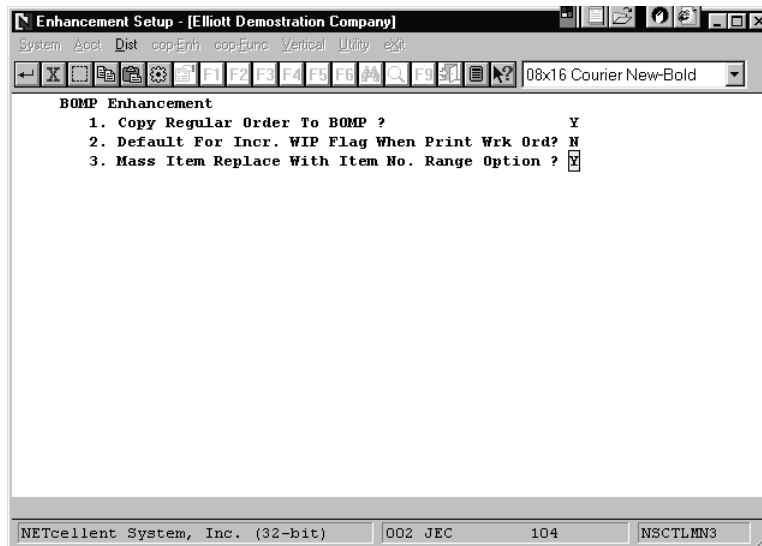 Enhancement Setup - [Elliott Demostration Company]
System Acct Dist cop-Enh cop-Func Vertical Utility eXit
X F1 F2 F3 F4 F5 F6 F9 08x16 Courier New-Bold
BOMP Enhancement
1. Copy Regular Order To BOMP ? Y
2. Default For Incr. WIP Flag When Print Wrk Ord? N
3. Mass Item Replace With Item No. Range Option ? Y
NETcellent System, Inc. (32-bit) 002 JEC 104 NSCTLMN3